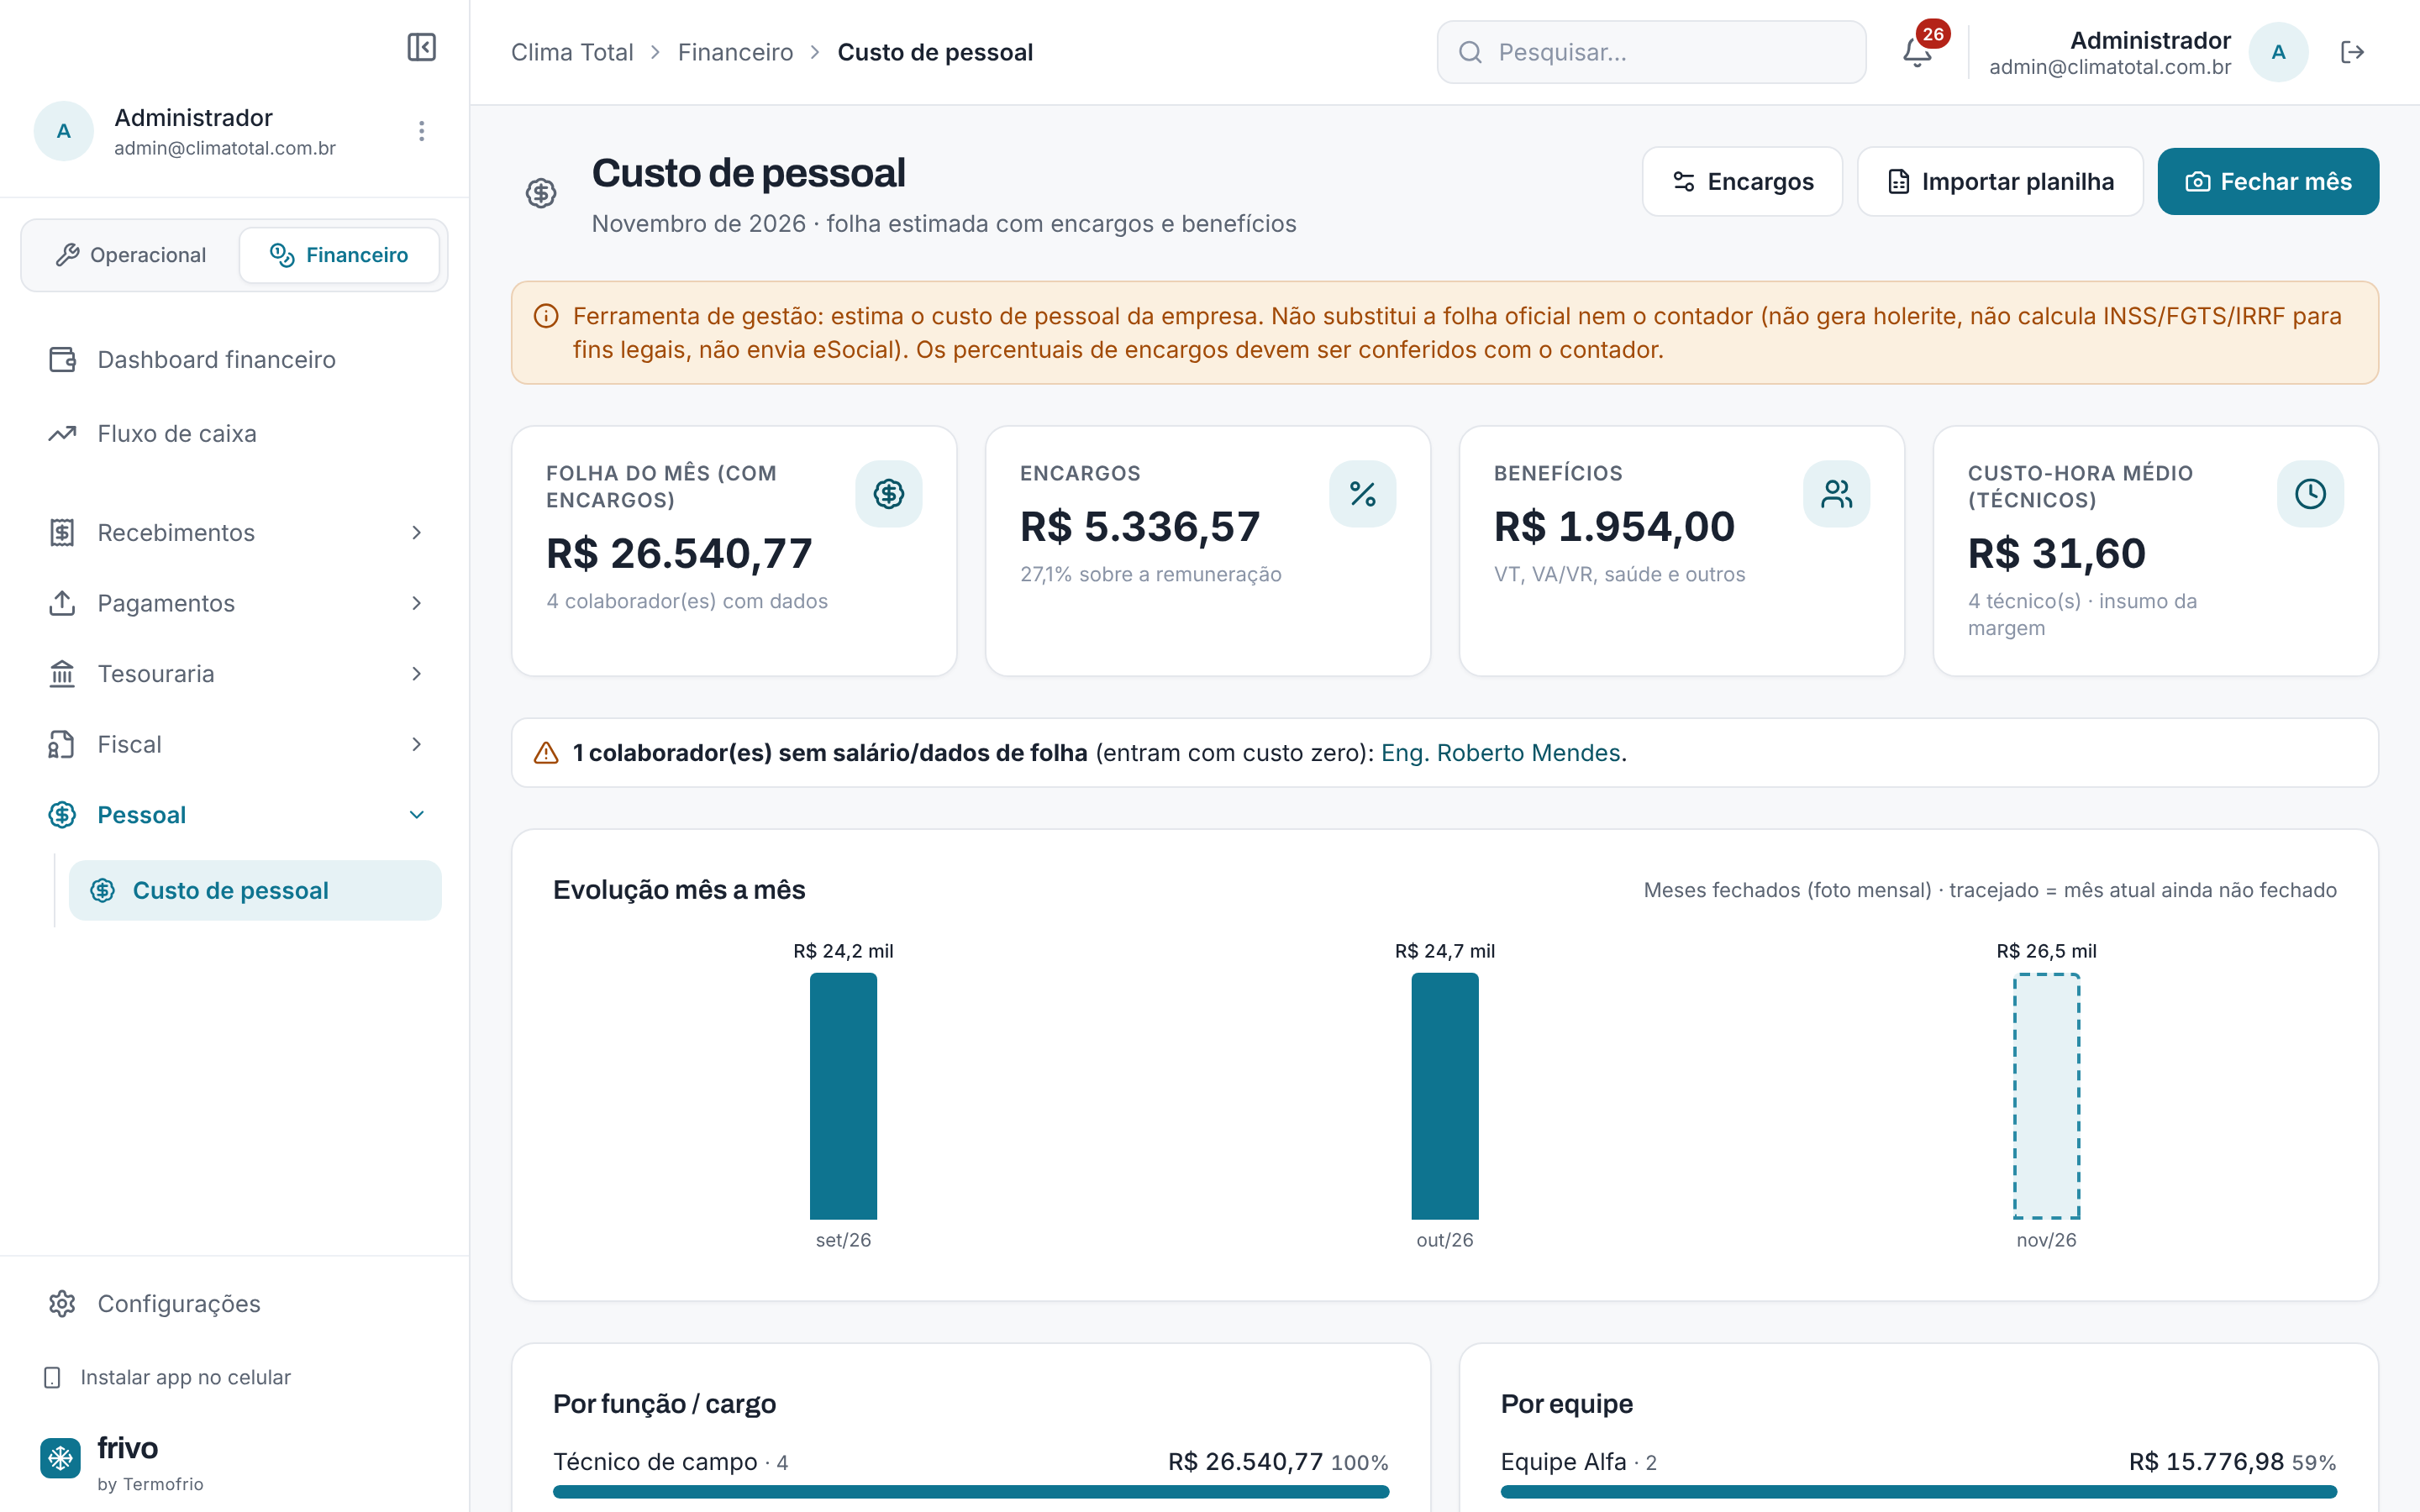 Administrador
admin@climatotal.com.br
A
Operacional
Financeiro
Dashboard financeiro
Fluxo de caixa
Recebimentos
Pagamentos
Tesouraria
Fiscal
Pessoal
Custo de pessoal
Configurações
Instalar app no celular
frivo
by Termofrio
Clima Total
Financeiro
Custo de pessoal
Pesquisar...
26
Administrador
admin@climatotal.com.br
A
Custo de pessoal
Novembro de 2026 · folha estimada com encargos e benefícios
Encargos
Importar planilha
Fechar mês
Ferramenta de gestão: estima o custo de pessoal da empresa. Não substitui a folha oficial nem o contador (não gera holerite, não calcula INSS/FGTS/IRRF para
fins legais, não envia eSocial). Os percentuais de encargos devem ser conferidos com o contador.
FOLHA DO MÊS (COM
ENCARGOS)
R$ 26.540,77
4 colaborador(es) com dados
ENCARGOS
R$ 5.336,57
27,1% sobre a remuneração
BENEFÍCIOS
R$ 1.954,00
VT, VA/VR, saúde e outros
CUSTO-HORA MÉDIO
(TÉCNICOS)
R$ 31,60
4 técnico(s) · insumo da
margem
1 colaborador(es) sem salário/dados de folha (entram com custo zero): Eng. Roberto Mendes.
Evolução mês a mês
Meses fechados (foto mensal) · tracejado = mês atual ainda não fechado
R$ 24,2 mil
R$ 24,7 mil
R$ 26,5 mil
set/26
out/26
nov/26
Por função / cargo
Técnico de campo · 4
R$ 26.540,77 100%
Por equipe
Equipe Alfa · 2
R$ 15.776,98 59%